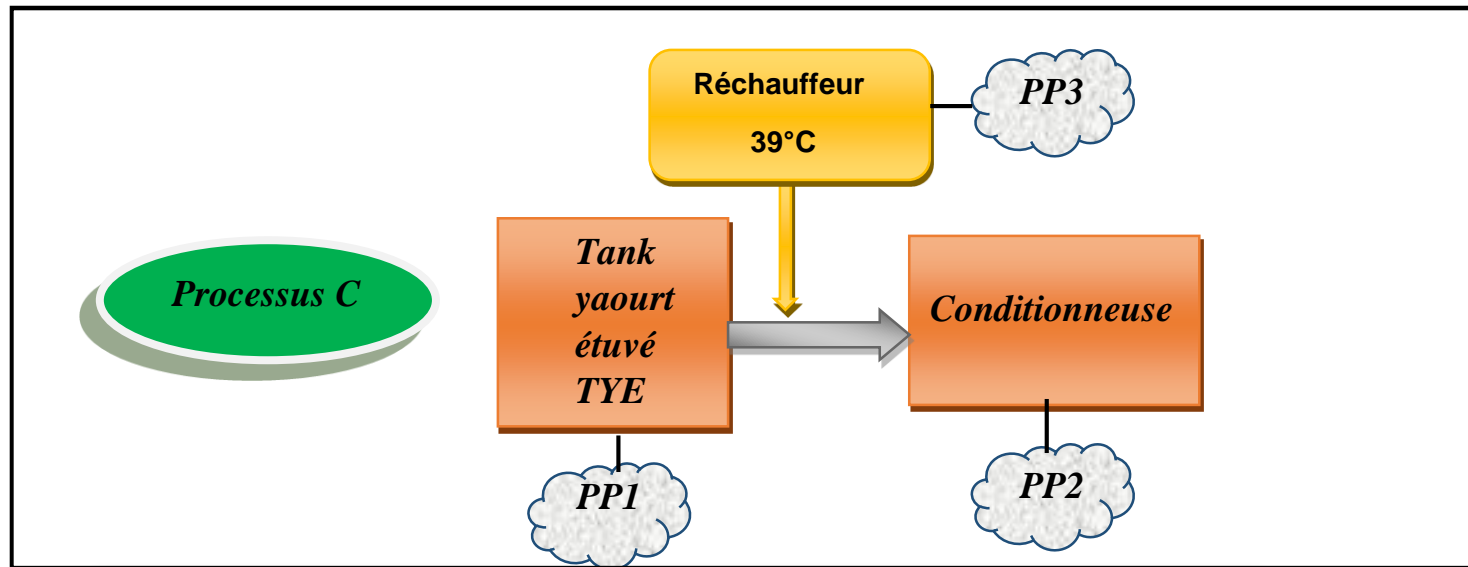 Réchauffeur
39°C
PP3
Processus C
Tank
yaourt
étuvé
TYE
Conditionneuse
PP1
PP2